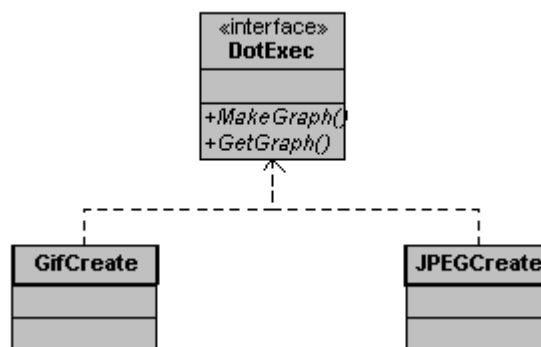 «interface»
DotExec
+MakeGraph()
+GetGraph()
GifCreate
JPEGCreate